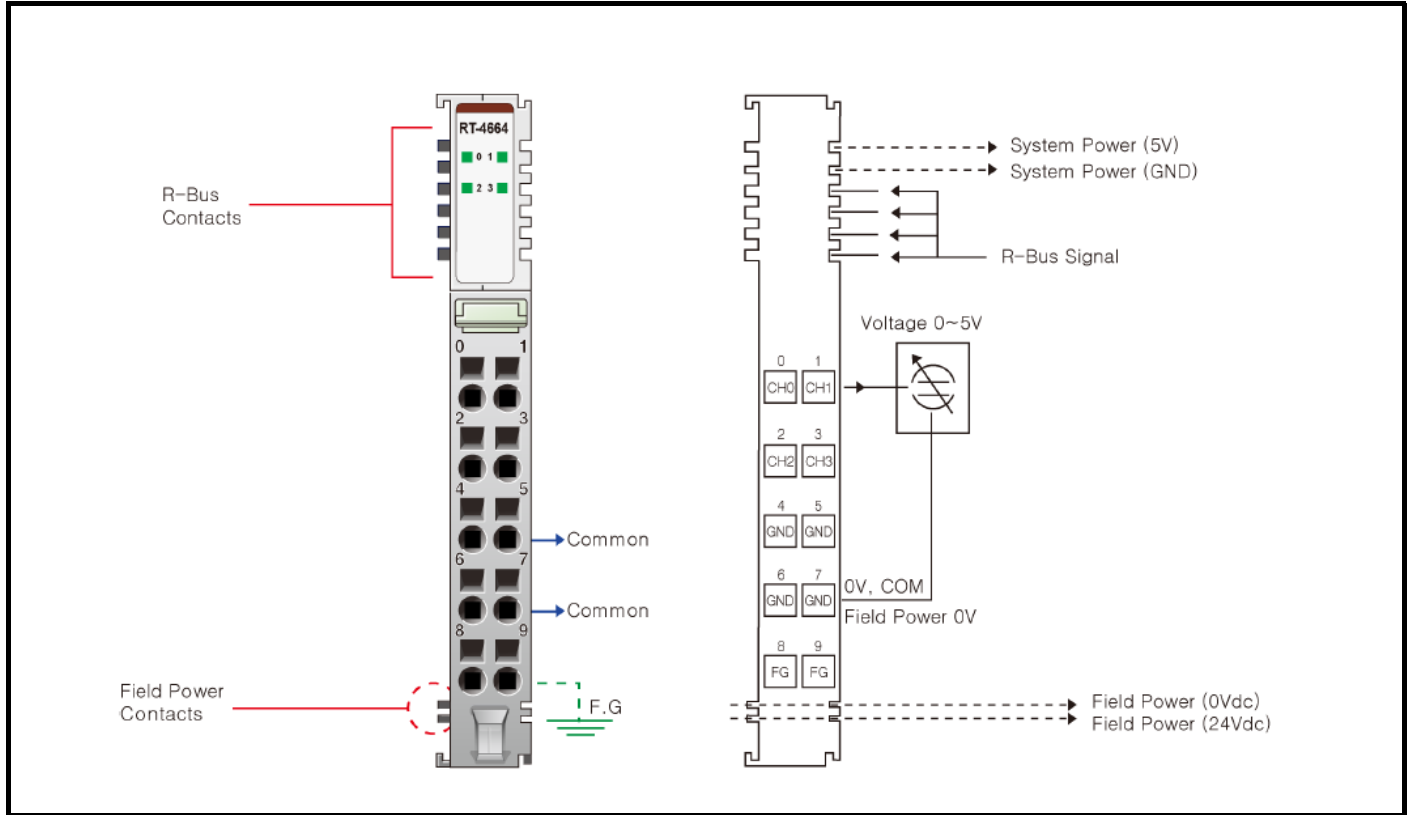 RT-4664
0 1
2 3
R-Bus
Contacts
0 1
2 3
4 5
Common
6 7
Common
8 9
Field Power
Contacts
F.G
System Power (5V)
System Power (GND)
R-Bus Signal
Voltage 0~5V
0 1
CH0 CH1
2 3
CH2 CH3
4 5
GND GND
6 7
GND GND
0V, COM
Field Power 0V
8 9
FG FG
Field Power (0Vdc)
Field Power (24Vdc)